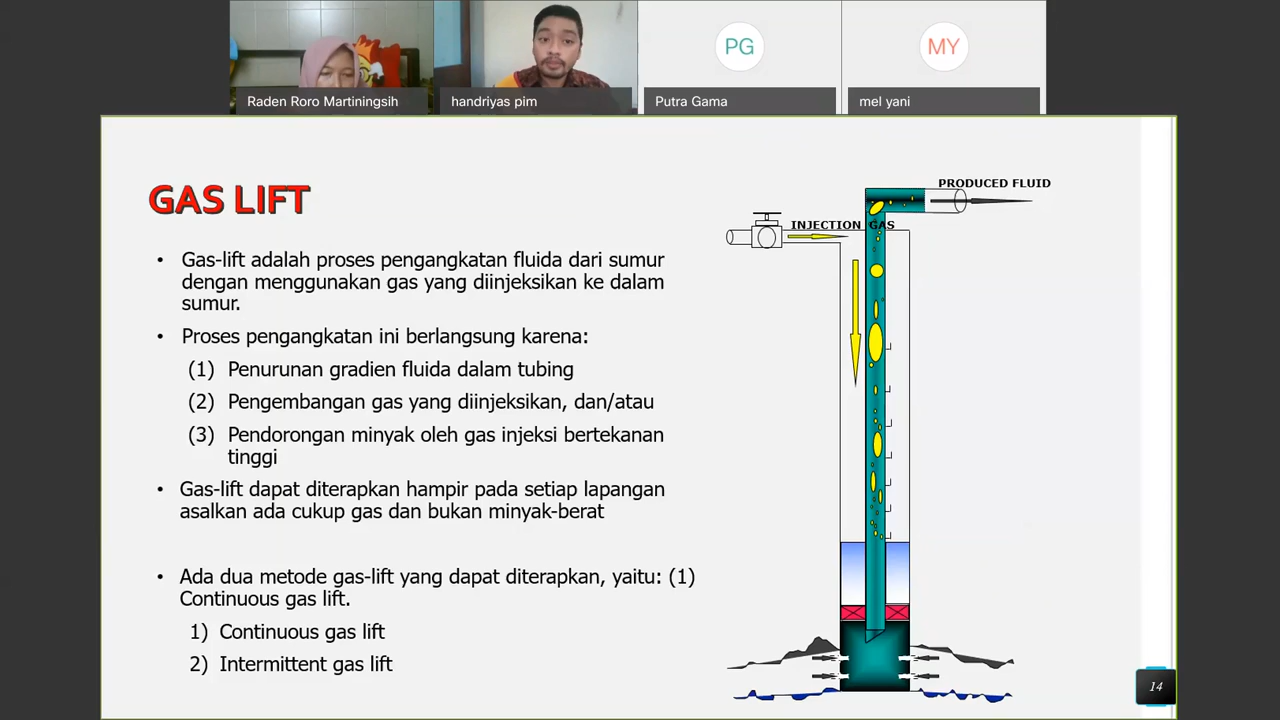 PG
MY
Raden Roro Martiningsih
handriyas pim
Putra Gama
mel yani
GAS LIFT
• Gas-lift adalah proses pengangkatan fluida dari sumur
dengan menggunakan gas yang diinjeksikan ke dalam
sumur.
• Proses pengangkatan ini berlangsung karena:
(1) Penurunan gradien fluida dalam tubing
(2) Pengembangan gas yang diinjeksikan, dan/atau
(3) Pendorongan minyak oleh gas injeksi bertekanan
tinggi
• Gas-lift dapat diterapkan hampir pada setiap lapangan
asalkan ada cukup gas dan bukan minyak-berat
• Ada dua metode gas-lift yang dapat diterapkan, yaitu: (1)
Continuous gas lift.
1) Continuous gas lift
2) Intermittent gas lift
PRODUCED FLUID
INJECTION GAS
14